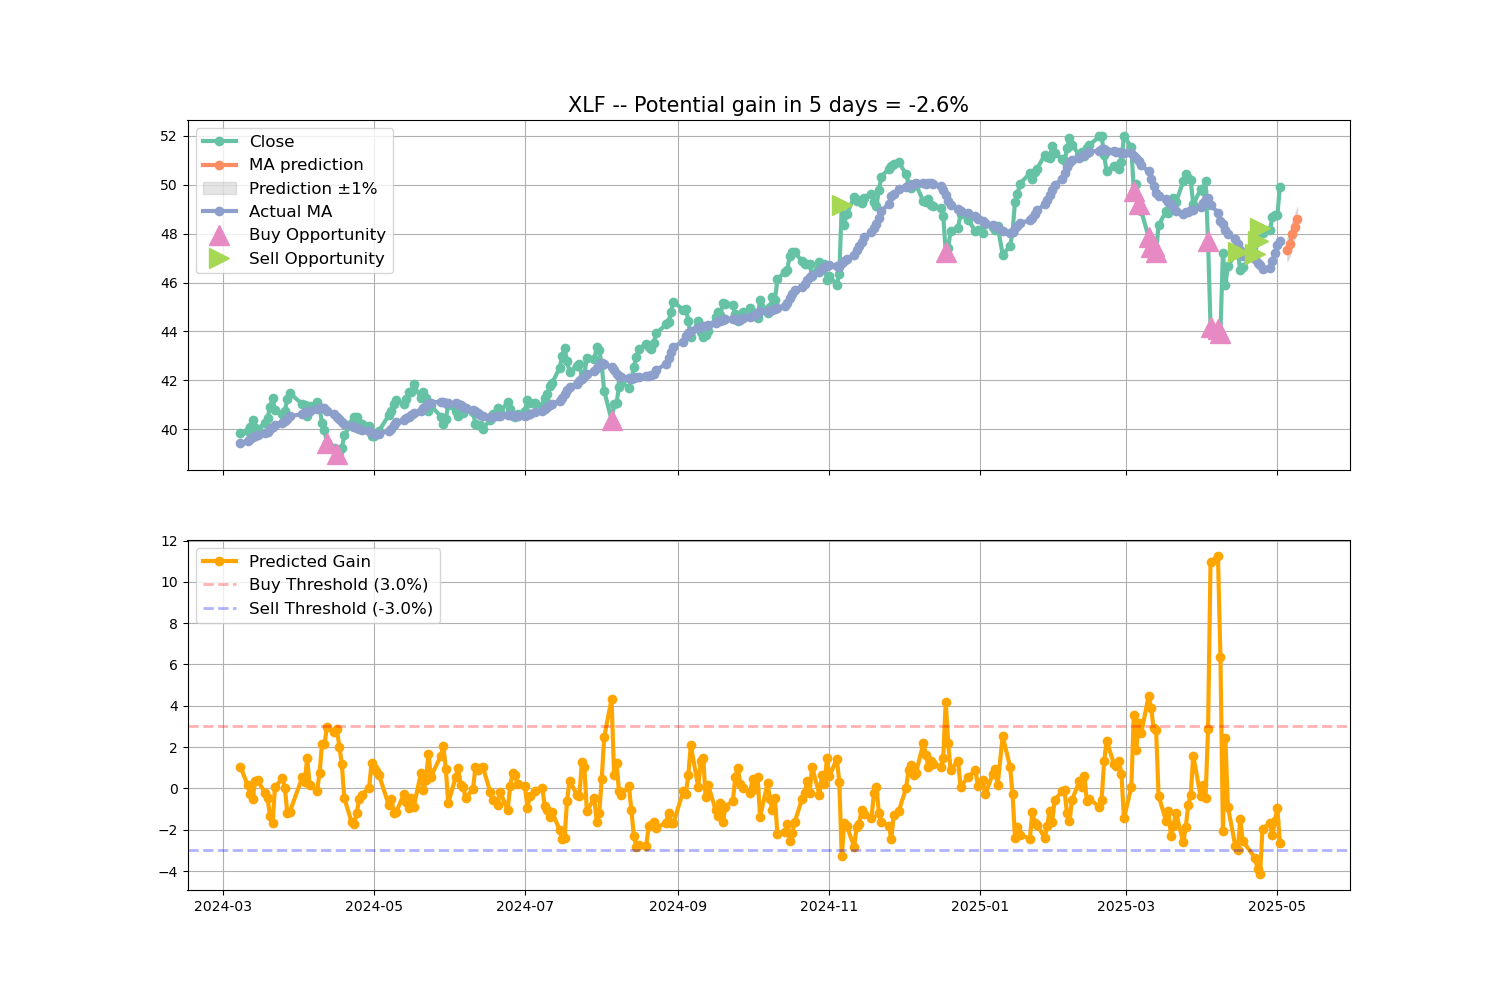 XLF -- Potential gain in 5 days = -2.6%
52
50
48
46
44
42
40
Close
MA prediction
Prediction ±1%
Actual MA
Buy Opportunity
Sell Opportunity
12
10
8
6
4
2
0
−2
−4
Predicted Gain
Buy Threshold (3.0%)
Sell Threshold (-3.0%)
2024-03
2024-05
2024-07
2024-09
2024-11
2025-01
2025-03
2025-05